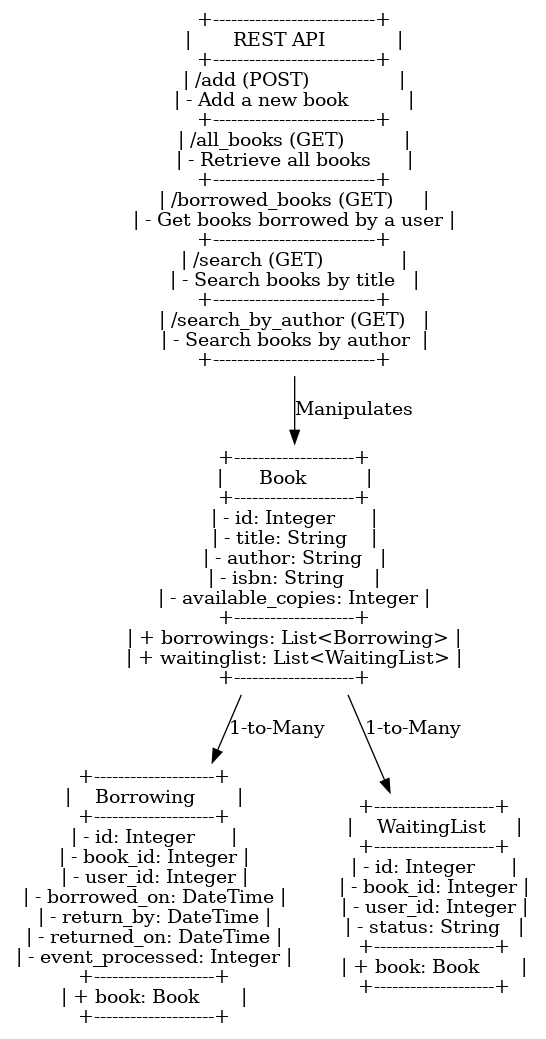 +---------------------------+
|       REST API            |
+---------------------------+
| /add (POST)               |
| - Add a new book          |
+---------------------------+
| /all_books (GET)          |
| - Retrieve all books      |
+---------------------------+
| /borrowed_books (GET)     |
| - Get books borrowed by a user |
+---------------------------+
| /search (GET)             |
| - Search books by title   |
+---------------------------+
| /search_by_author (GET)   |
| - Search books by author  |
+---------------------------+
Manipulates
+--------------------+
|      Book          |
+--------------------+
| - id: Integer      |
| - title: String    |
| - author: String   |
| - isbn: String     |
| - available_copies: Integer |
+--------------------+
| + borrowings: List<Borrowing> |
| + waitinglist: List<WaitingList> |
+--------------------+
1-to-Many
1-to-Many
+--------------------+
|    Borrowing       |
+--------------------+
| - id: Integer      |
| - book_id: Integer |
| - user_id: Integer |
| - borrowed_on: DateTime |
| - return_by: DateTime |
| - returned_on: DateTime |
| - event_processed: Integer |
+--------------------+
| + book: Book       |
+--------------------+
+--------------------+
|    WaitingList     |
+--------------------+
| - id: Integer      |
| - book_id: Integer |
| - user_id: Integer |
| - status: String   |
+--------------------+
| + book: Book       |
+--------------------+